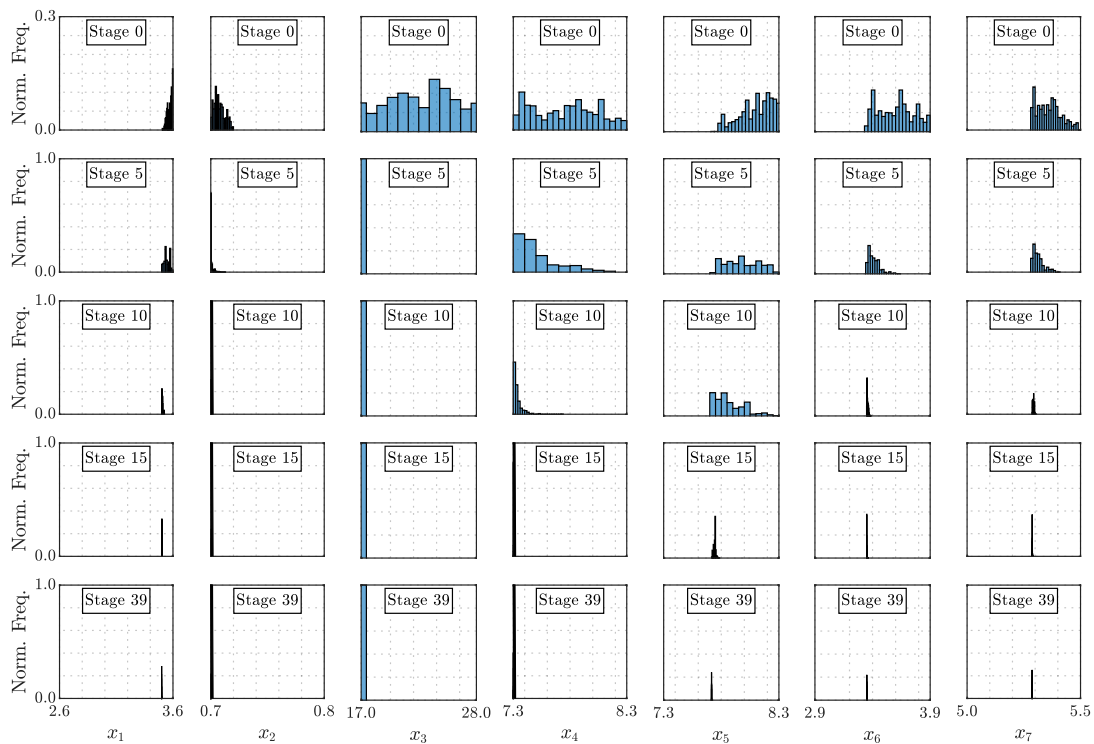 Norm. Freq.
0.3
0.0
Stage 0
Stage 0
Stage 0
Stage 0
Stage 0
Stage 0
Stage 0
Norm. Freq.
1.0
0.0
Stage 5
Stage 5
Stage 5
Stage 5
Stage 5
Stage 5
Stage 5
Norm. Freq.
1.0
0.0
Stage 10
Stage 10
Stage 10
Stage 10
Stage 10
Stage 10
Stage 10
Norm. Freq.
1.0
0.0
Stage 15
Stage 15
Stage 15
Stage 15
Stage 15
Stage 15
Stage 15
Norm. Freq.
1.0
0.0
Stage 39
Stage 39
Stage 39
Stage 39
Stage 39
Stage 39
Stage 39
2.6 3.6 0.7 0.8 17.0 28.0 7.3 8.3 7.3 8.3 2.9 3.9 5.0 5.5
x₁ x₂ x₃ x₄ x₅ x₆ x₇